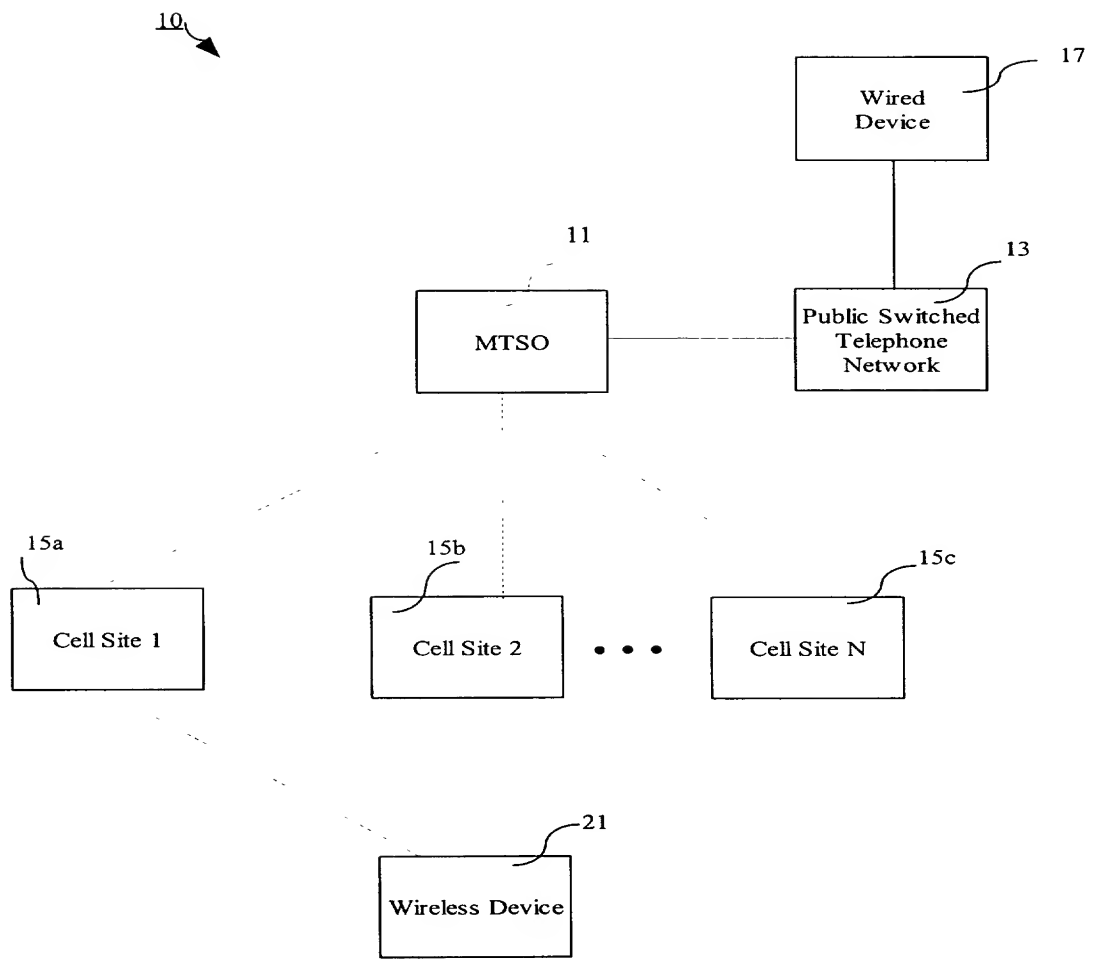 10
17
Wired
Device
11
13
MTSO
Public Switched
Telephone
Network
15a
15b
15c
Cell Site 1
Cell Site 2
Cell Site N
21
Wireless Device